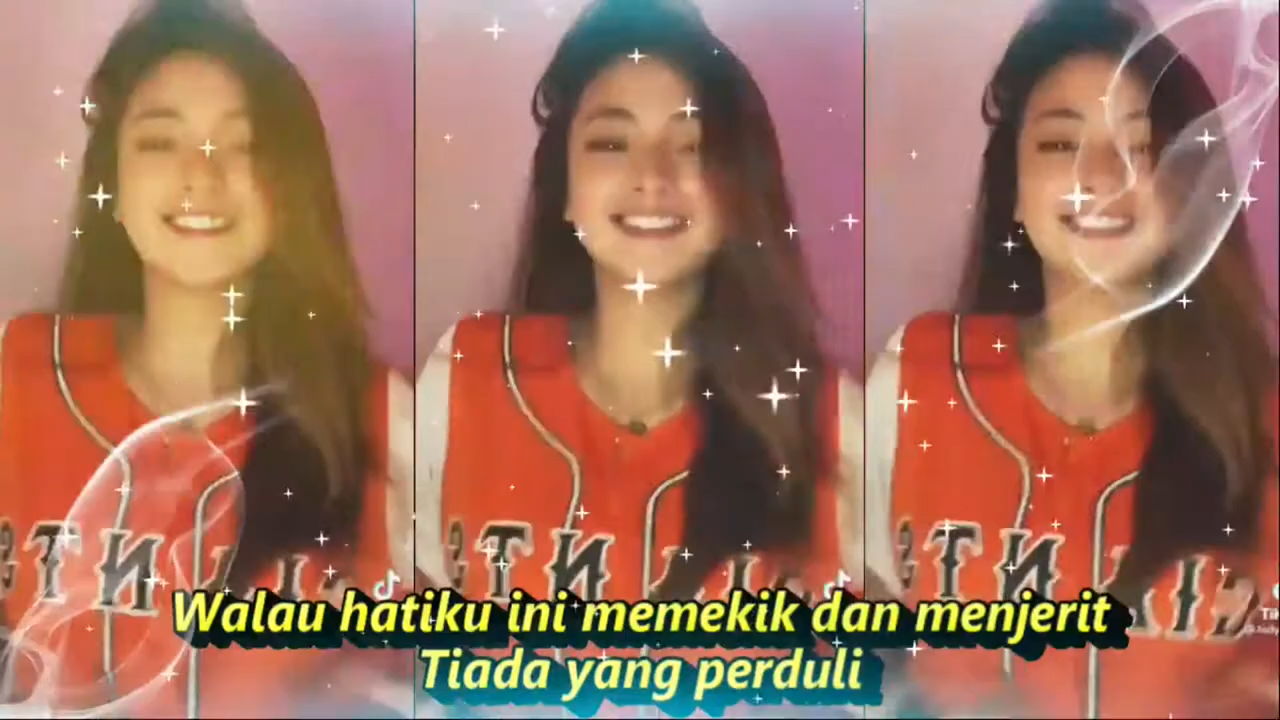 Walau hatiku ini memekik dan menjerit
Tiada yang perduli